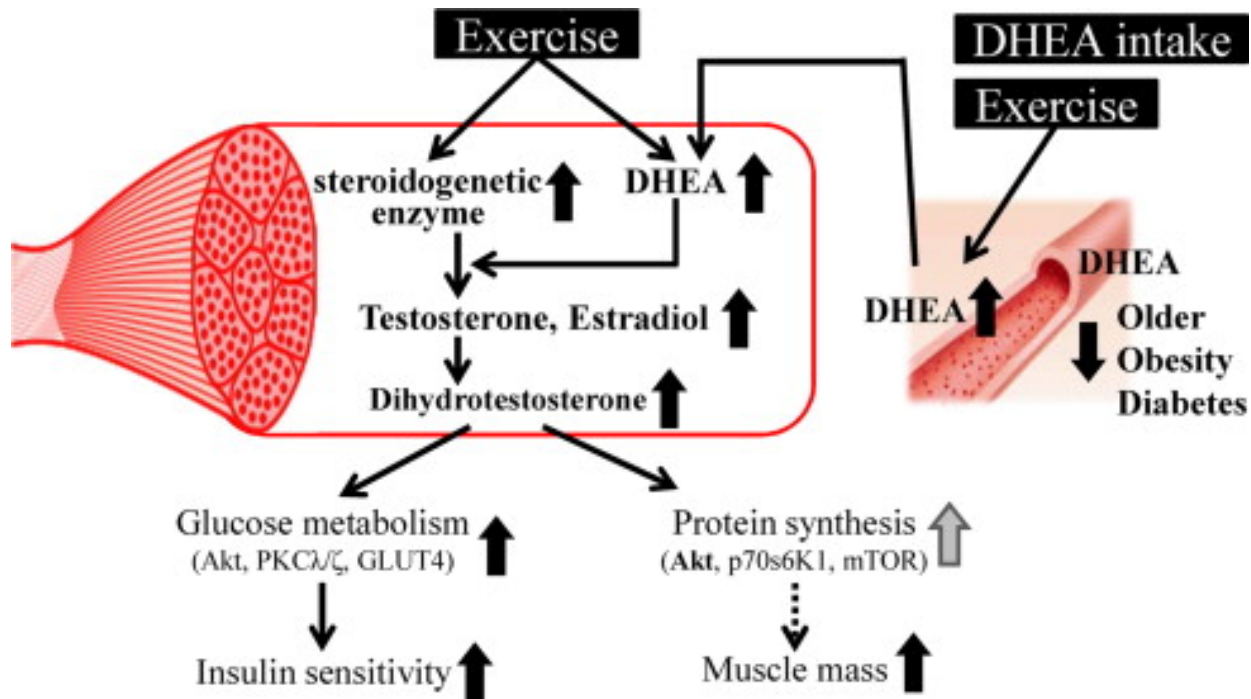 Exercise
DHEA intake
Exercise
steroidogenetic
enzyme
DHEA
Testosterone, Estradiol
Dihydrotestosterone
DHEA
DHEA
Older
Obesity
Diabetes
Glucose metabolism
(Akt, PKCλ/ζ, GLUT4)
Protein synthesis
(Akt, p70s6K1, mTOR)
Insulin sensitivity
Muscle mass